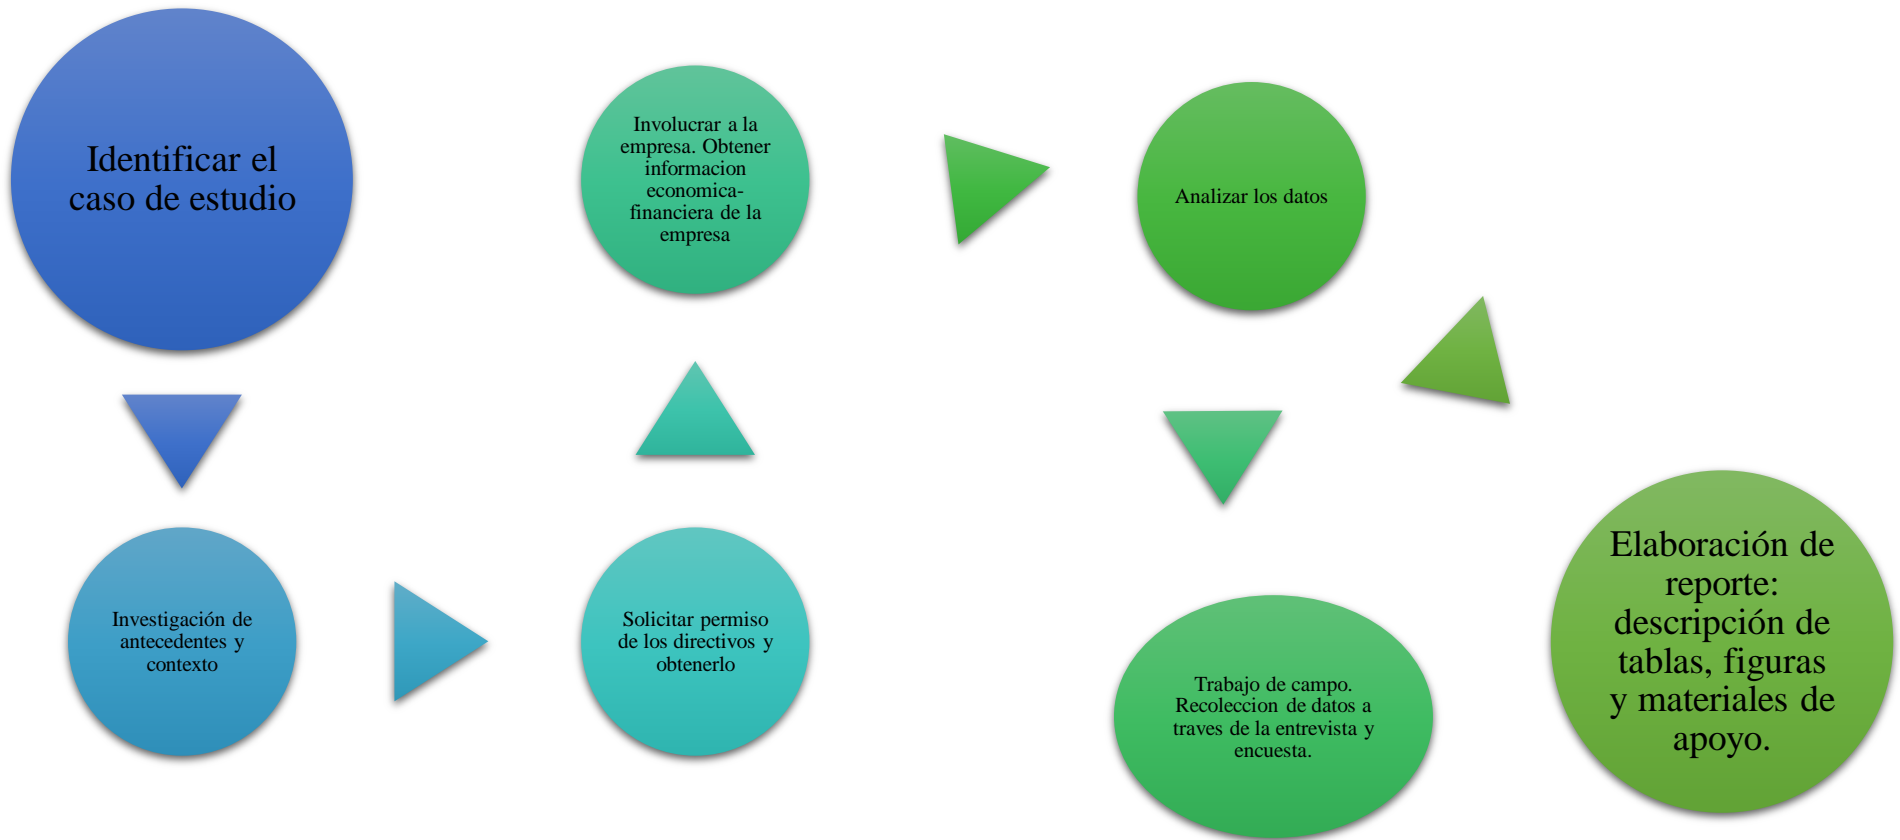 Identificar el
caso de estudio
Investigación de
antecedentes y
contexto
Solicitar permiso
de los directivos y
obtenerlo
Involucrar a la
empresa. Obtener
informacion
economica-
financiera de la
empresa
Analizar los datos
Trabajo de campo.
Recoleccion de datos a
traves de la entrevista y
encuesta.
Elaboración de
reporte:
descripción de
tablas, figuras
y materiales de
apoyo.